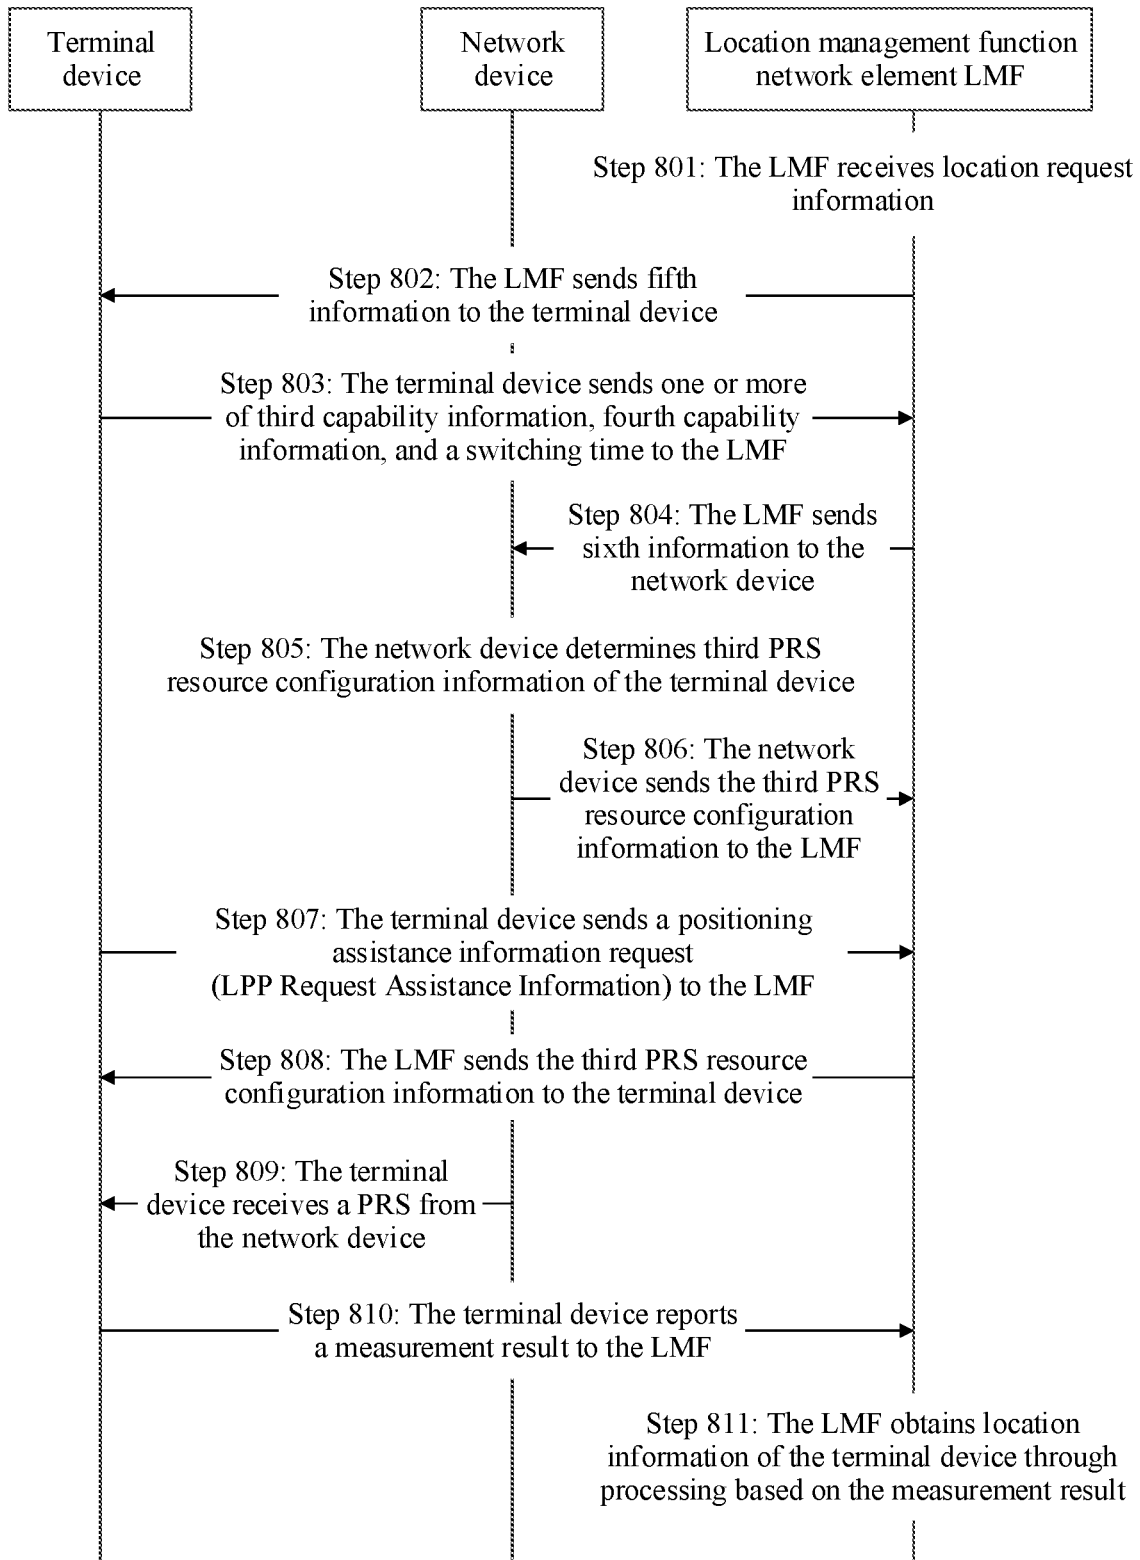 Terminal
device
Network
device
Location management function
network element LMF
Step 801: The LMF receives location request
information
Step 802: The LMF sends fifth
information to the terminal device
Step 803: The terminal device sends one or more
of third capability information, fourth capability
information, and a switching time to the LMF
Step 804: The LMF sends
sixth information to the
network device
Step 805: The network device determines third PRS
resource configuration information of the terminal device
Step 806: The network
device sends the third PRS
resource configuration
information to the LMF
Step 807: The terminal device sends a positioning
assistance information request
(LPP Request Assistance Information) to the LMF
Step 808: The LMF sends the third PRS resource
configuration information to the terminal device
Step 809: The terminal
device receives a PRS from
the network device
Step 810: The terminal device reports
a measurement result to the LMF
Step 811: The LMF obtains location
information of the terminal device through
processing based on the measurement result